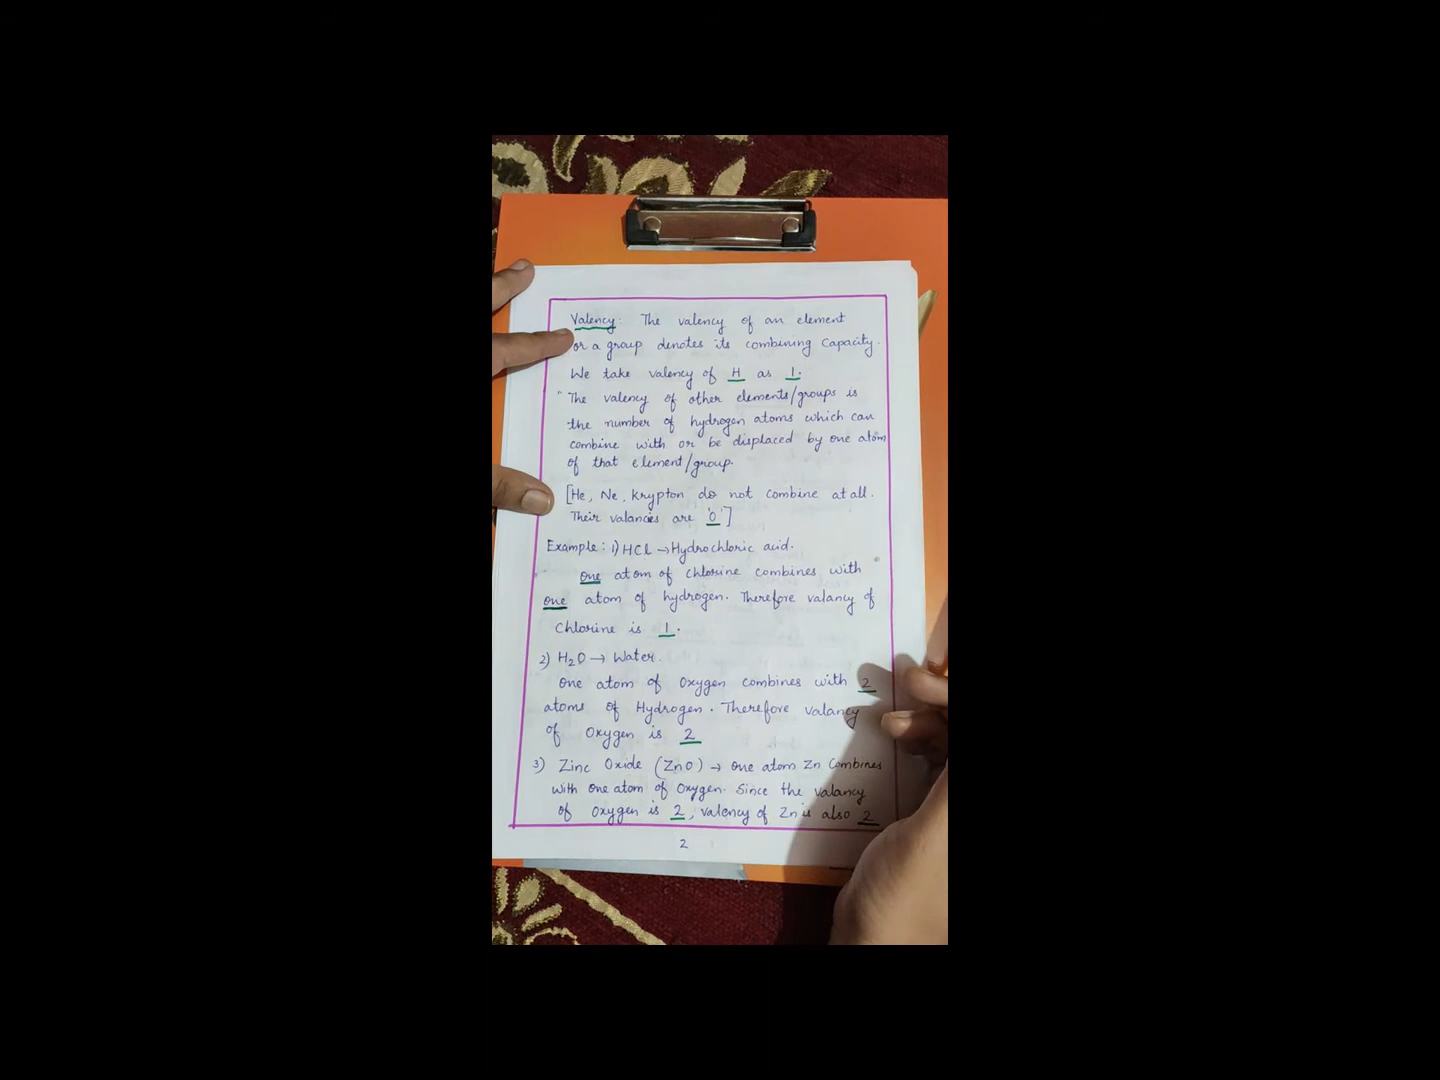 Valency: The valency of an element
or a group denotes its combining Capacity.
We take valency of H as 1.
"The valency of other elements/groups is
the number of hydrogen atoms which can
combine with or be displaced by one atom
of that element/group.
[He, Ne, Krypton do not combine at all.
Their valancies are '0']
Example: 1) HCl → Hydrochloric acid.
One atom of chlorine combines with
one atom of hydrogen. Therefore valancy of
Chlorine is 1.
2) H₂O → Water.
One atom of Oxygen combines with 2
atoms of Hydrogen. Therefore valancy
of Oxygen is 2
3) Zinc Oxide (ZnO) → One atom Zn Combines
with one atom of Oxygen. Since the valancy
of Oxygen is 2, valency of Zn is also 2
2